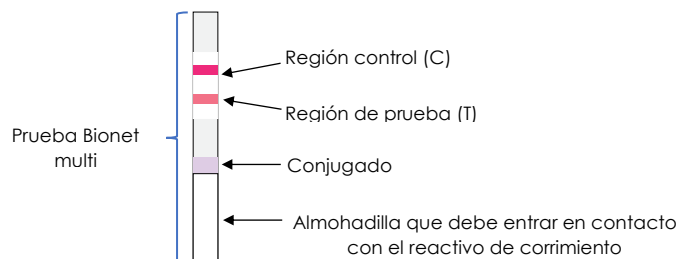 Región control (C)
Región de prueba (T)
Prueba Bionet
multi
Conjugado
Almohadilla que debe entrar en contacto
con el reactivo de corrimiento